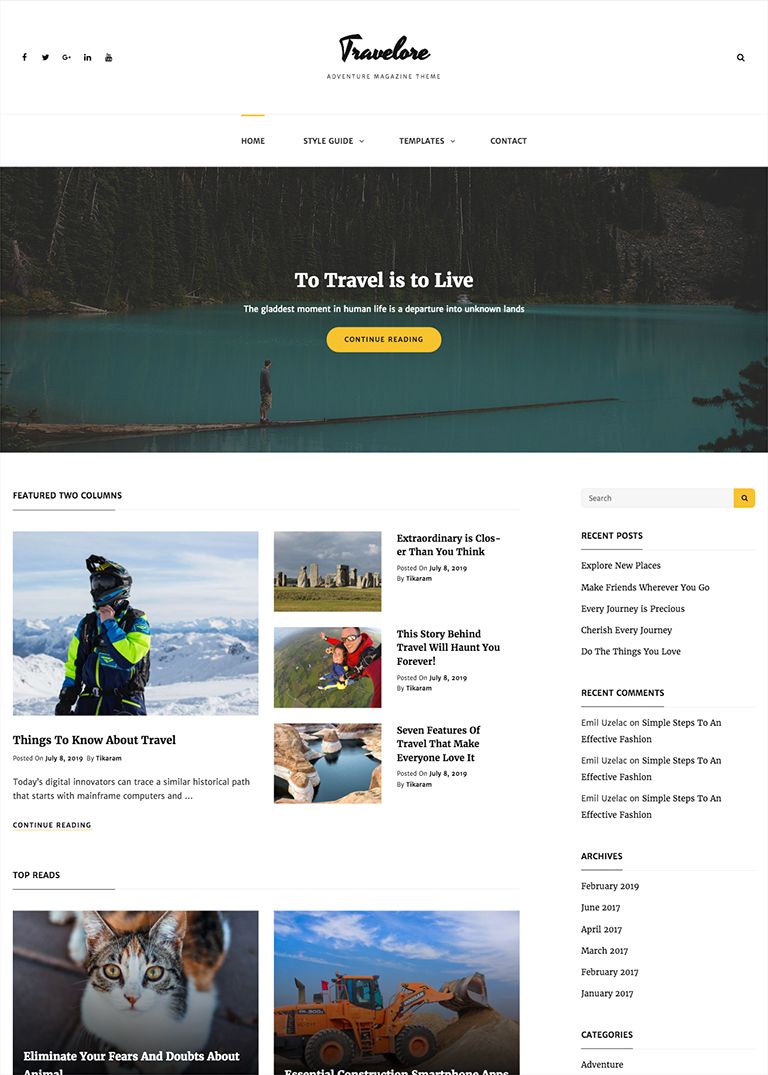 Travelore
ADVENTURE MAGAZINE THEME
HOME
STYLE GUIDE
TEMPLATES
CONTACT
To Travel is to Live
The gladdest moment in human life is a departure into unknown lands
CONTINUE READING
FEATURED TWO COLUMNS
Things To Know About Travel
Posted On July 8, 2019 By Tikaram
Today's digital innovators can trace a similar historical path
that starts with mainframe computers and ...
CONTINUE READING
Extraordinary is Clos-
er Than You Think
Posted On July 8, 2019
By Tikaram
This Story Behind
Travel Will Haunt You
Forever!
Posted On July 8, 2019
By Tikaram
Seven Features Of
Travel That Make
Everyone Love It
Posted On July 8, 2019
By Tikaram
TOP READS
Eliminate Your Fears And Doubts About
Animal
Essential Construction Smartphone Apps
Search
RECENT POSTS
Explore New Places
Make Friends Wherever You Go
Every Journey is Precious
Cherish Every Journey
Do The Things You Love
RECENT COMMENTS
Emil Uzelac on Simple Steps To An
Effective Fashion
Emil Uzelac on Simple Steps To An
Effective Fashion
Emil Uzelac on Simple Steps To An
Effective Fashion
ARCHIVES
February 2019
June 2017
April 2017
March 2017
February 2017
January 2017
CATEGORIES
Adventure